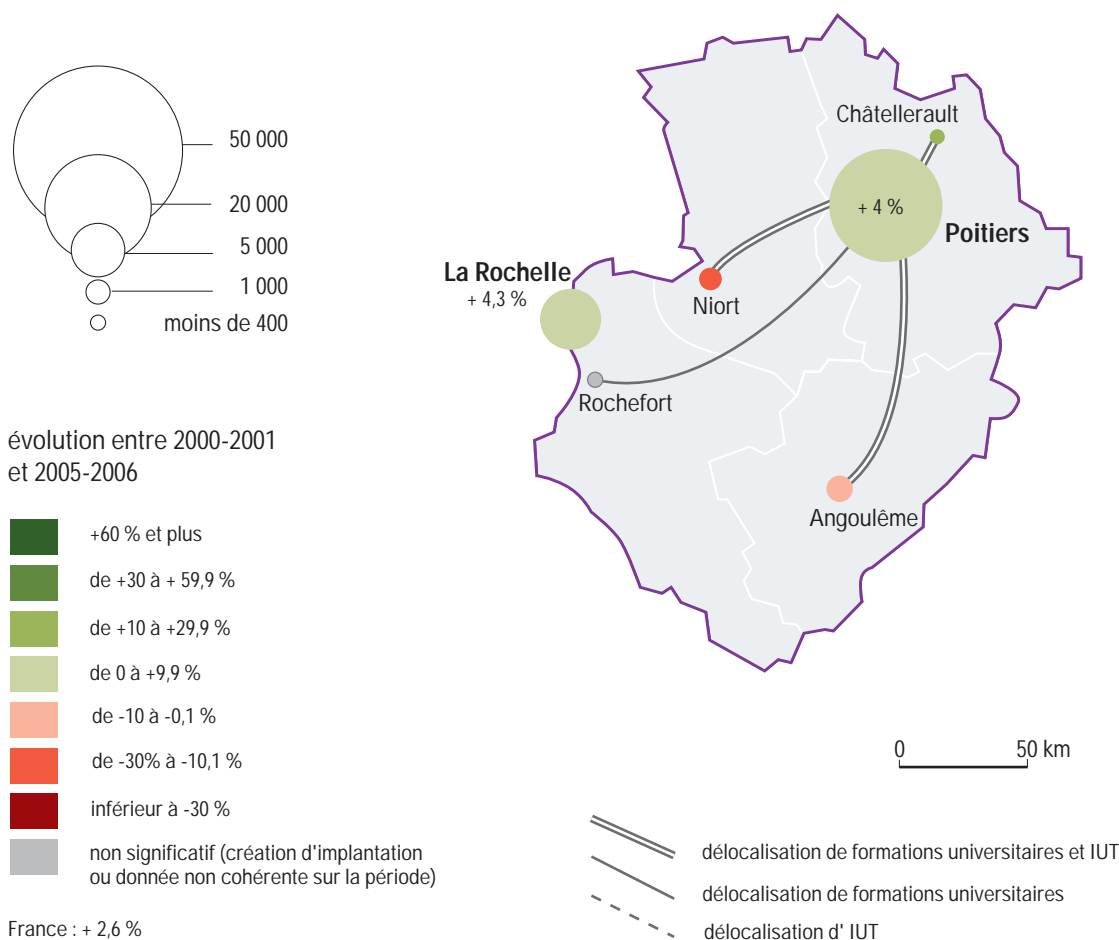 50 000
20 000
5 000
1 000
moins de 400
évolution entre 2000-2001
et 2005-2006
+60 % et plus
de +30 à + 59,9 %
de +10 à +29,9 %
de 0 à +9,9 %
de -10 à -0,1 %
de -30% à -10,1 %
inférieur à -30 %
non significatif (création d'implantation
ou donnée non cohérente sur la période)
France : + 2,6 %
Châtellerault
+ 4 %
Poitiers
La Rochelle
+ 4,3 %
Niort
Rochefort
Angoulême
0 50 km
délocalisation de formations universitaires et IUT
délocalisation de formations universitaires
délocalisation d' IUT